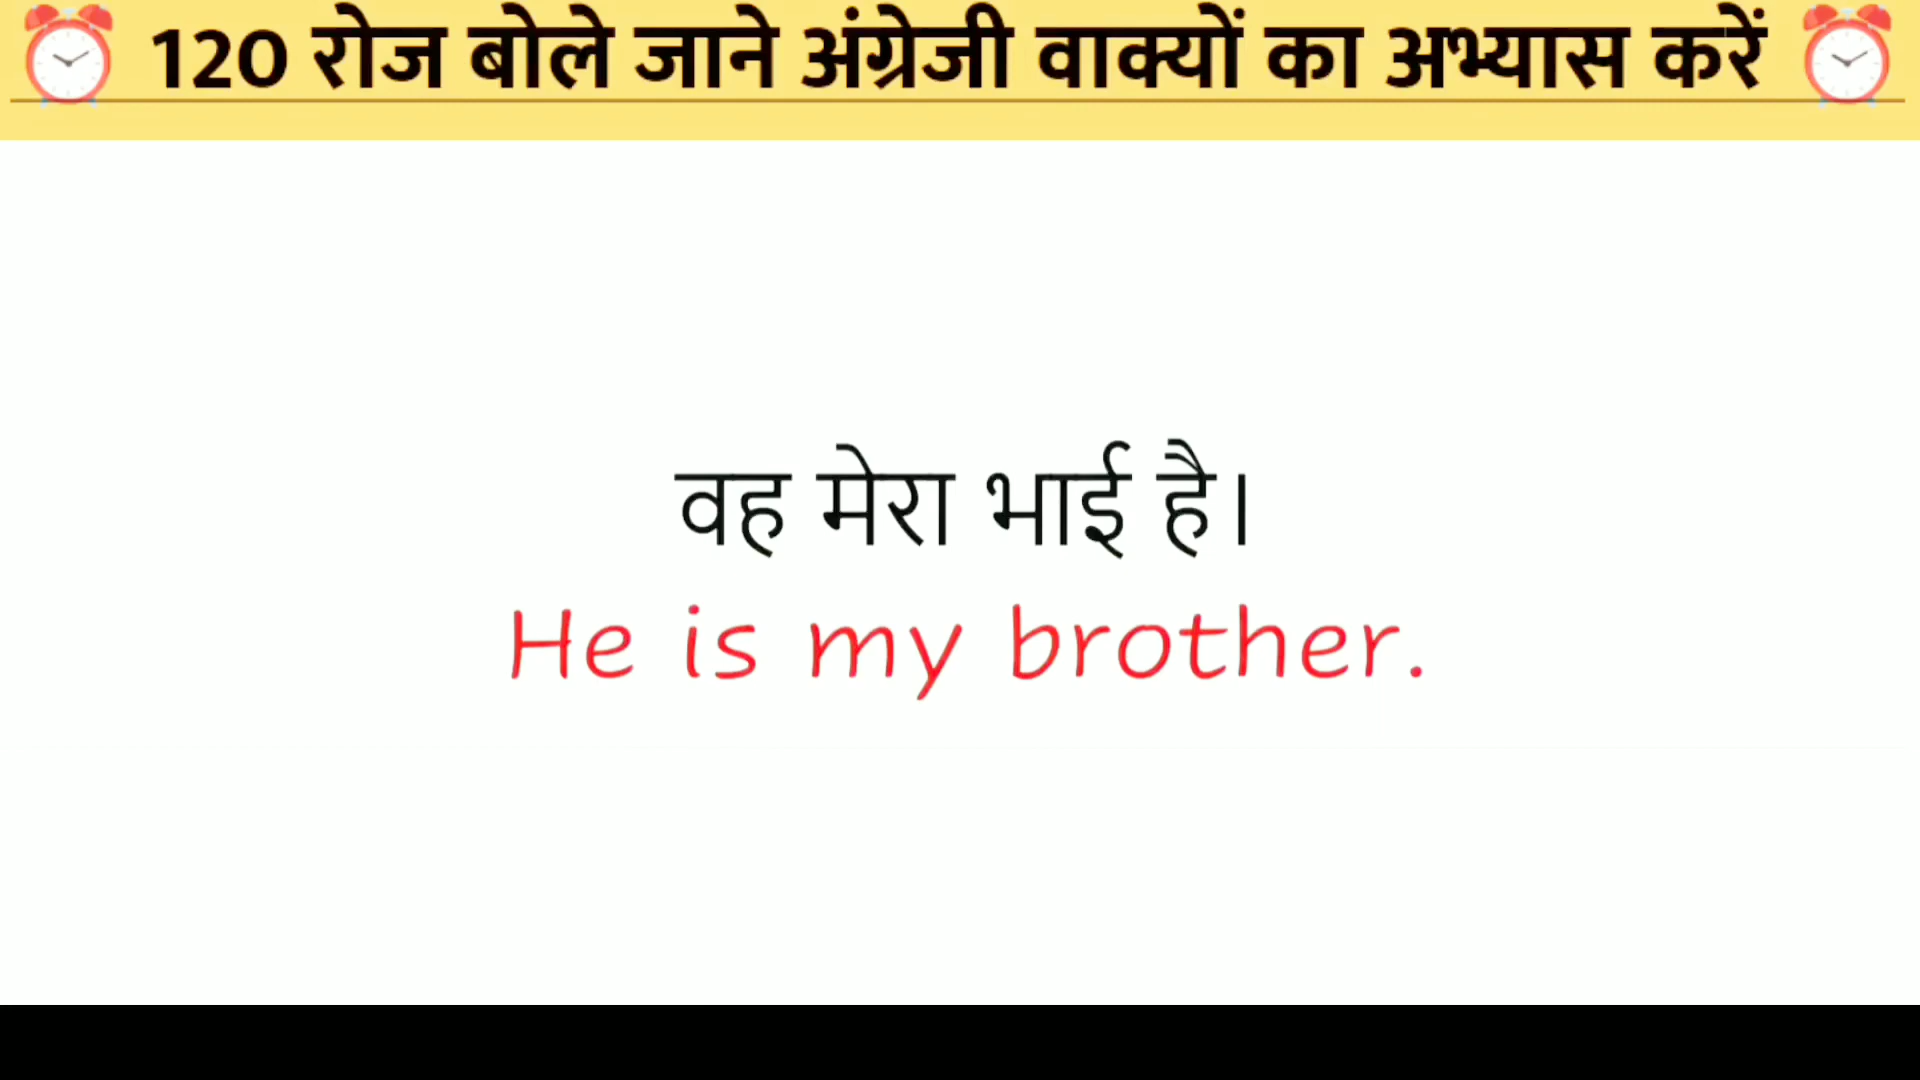 120 रोज बोले जाने अंग्रेजी वाक्यों का अभ्यास करें
वह मेरा भाई है।
He is my brother.